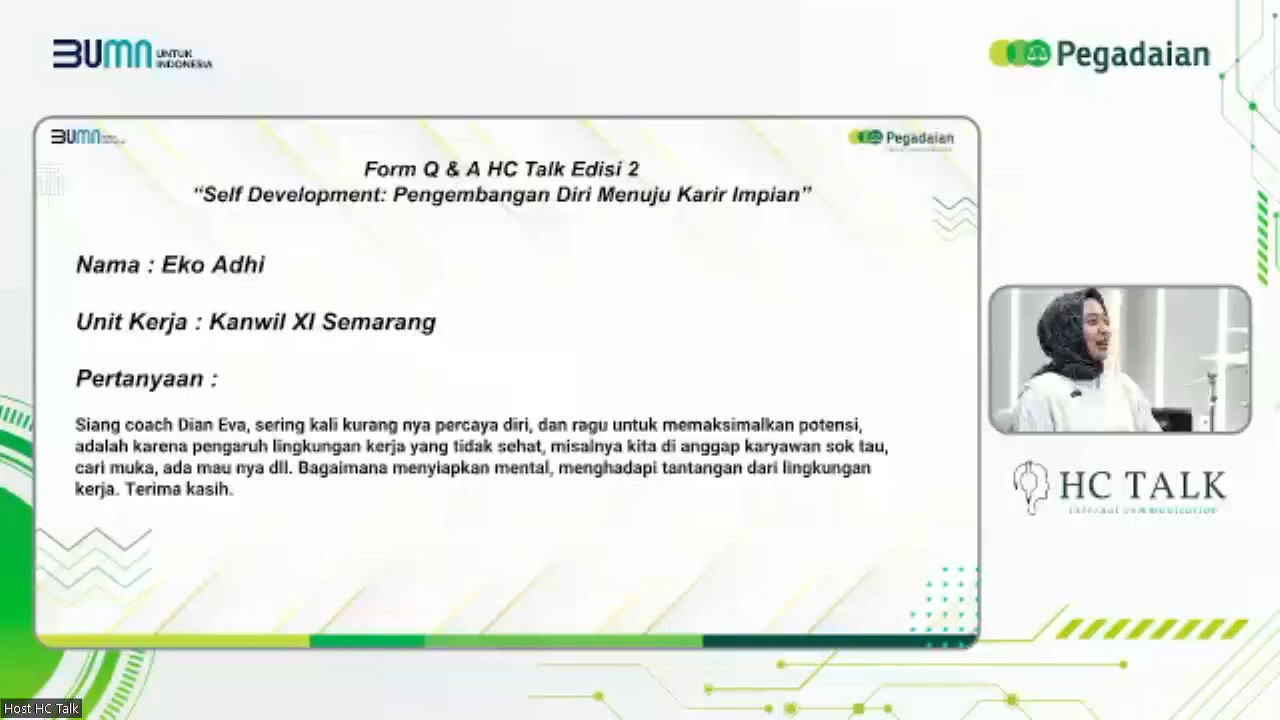 BUMN UNTUK INDONESIA
Pegadaian
BUMN
Pegadaian
Form Q & A HC Talk Edisi 2
“Self Development: Pengembangan Diri Menuju Karir Impian”
Nama : Eko Adhi
Unit Kerja : Kanwil XI Semarang
Pertanyaan :
Siang coach Dian Eva, sering kali kurang nya percaya diri, dan ragu untuk memaksimalkan potensi,
adalah karena pengaruh lingkungan kerja yang tidak sehat, misalnya kita di anggap karyawan sok tau,
cari muka, ada mau nya dll. Bagaimana menyiapkan mental, menghadapi tantangan dari lingkungan
kerja. Terima kasih.
HC TALK
internal communication
Host HC Talk